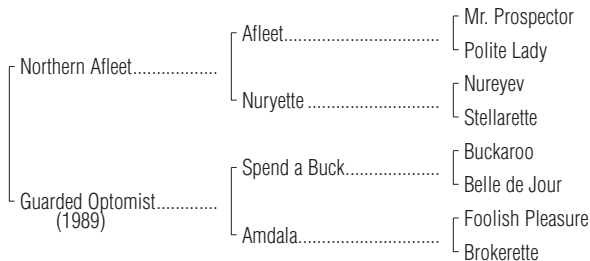 Mr. Prospector
Afleet
Polite Lady
Northern Afleet
Nureyev
Nuryette
Stellarette
Buckaroo
Spend a Buck
Belle de Jour
Guarded Optomist
(1989)
Foolish Pleasure
Amdala
Brokerette